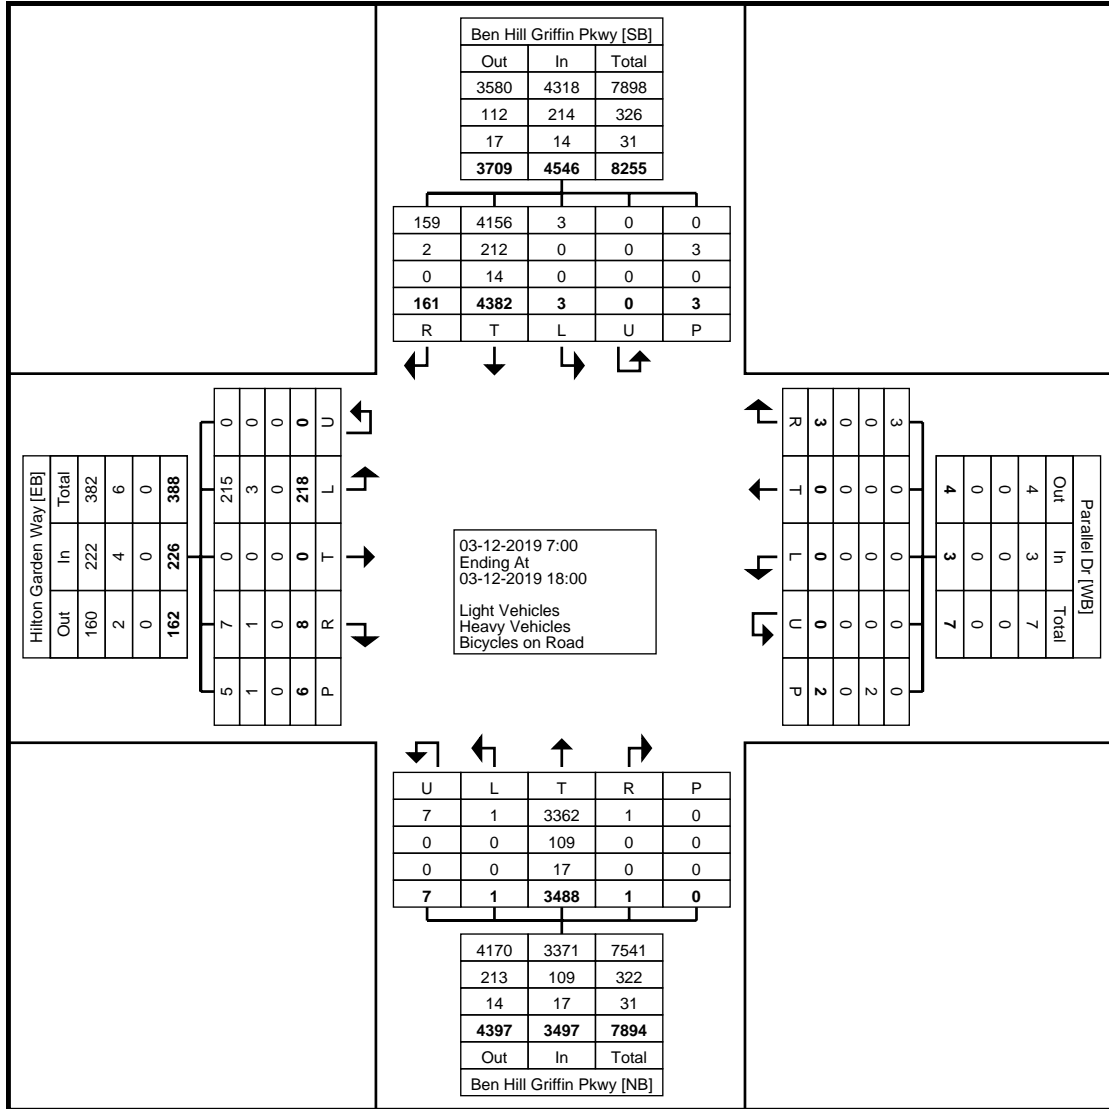 Ben Hill Griffin Pkwy [SB]
Out In Total
3580 4318 7898
112 214 326
17 14 31
3709 4546 8255
159 4156 3 0 0
2 212 0 0 3
0 14 0 0 0
161 4382 3 0 3
R T L U P
Hilton Garden Way [EB]
Total In Out
382 222 160
6 4 2
0 0 0
388 226 162
0 215 0 7 5
0 3 0 1 1
0 0 0 0 0
0 218 0 8 6
U L T R P
03-12-2019 7:00
Ending At
03-12-2019 18:00
Light Vehicles
Heavy Vehicles
Bicycles on Road
Parallel Dr [WB]
Out In Total
4 3 7
0 0 0
0 0 0
4 3 7
3 0 0 0 0
0 0 0 0 2
0 0 0 0 0
3 0 0 0 2
R T L U P
U L T R P
7 1 3362 1 0
0 0 109 0 0
0 0 17 0 0
7 1 3488 1 0
4170 3371 7541
213 109 322
14 17 31
4397 3497 7894
Out In Total
Ben Hill Griffin Pkwy [NB]